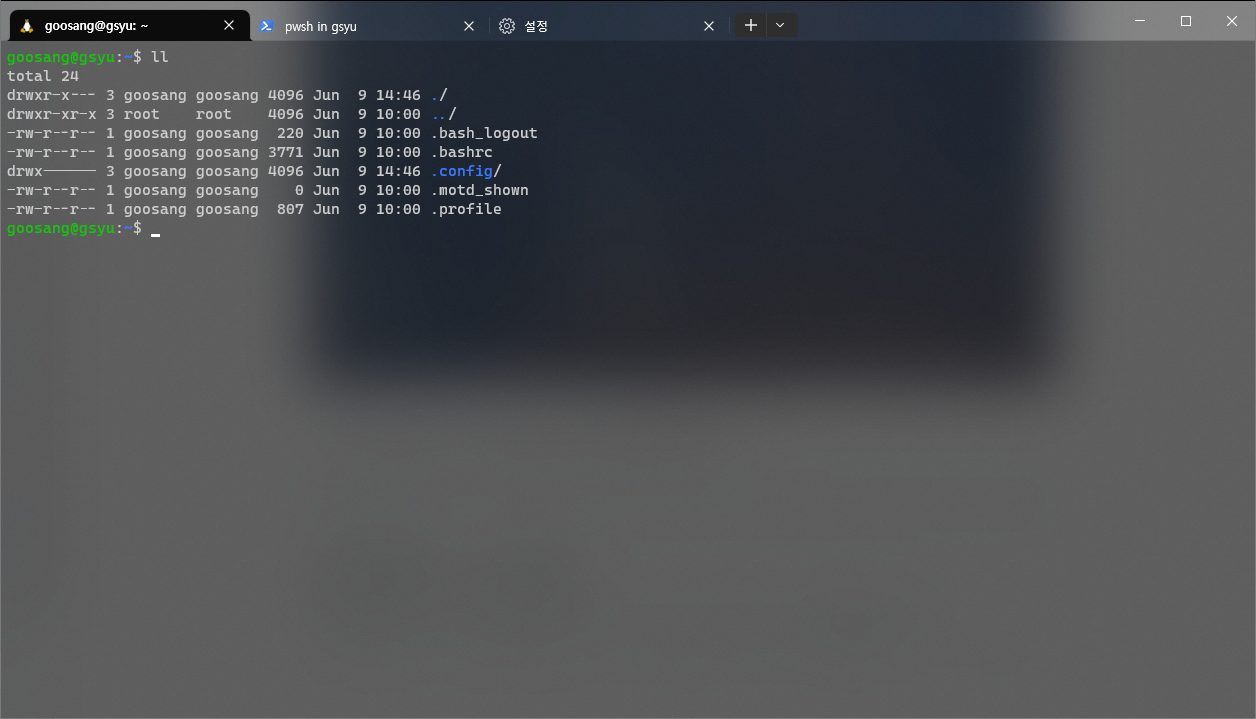 goosang@gsyu: ~
pwsh in gsyu
설정
goosang@gsyu:~$ ll
total 24
drwxr-x--- 3 goosang goosang 4096 Jun  9 14:46 ./
drwxr-xr-x 3 root    root    4096 Jun  9 10:00 ../
-rw-r--r-- 1 goosang goosang  220 Jun  9 10:00 .bash_logout
-rw-r--r-- 1 goosang goosang 3771 Jun  9 10:00 .bashrc
drwx------ 3 goosang goosang 4096 Jun  9 14:46 .config/
-rw-r--r-- 1 goosang goosang    0 Jun  9 10:00 .motd_shown
-rw-r--r-- 1 goosang goosang  807 Jun  9 10:00 .profile
goosang@gsyu:~$